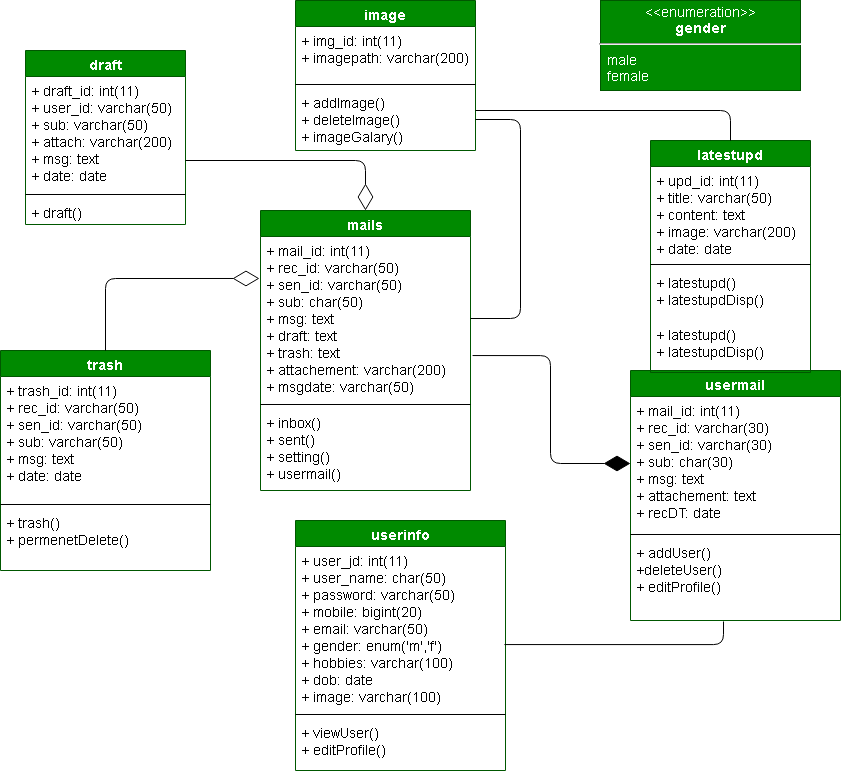 image
+ img_id: int(11)
+ imagepath: varchar(200)
+ addImage()
+ deleteImage()
+ imageGalary()
<<enumeration>>
gender
male
female
draft
+ draft_id: int(11)
+ user_id: varchar(50)
+ sub: varchar(50)
+ attach: varchar(200)
+ msg: text
+ date: date
+ draft()
latestupd
+ upd_id: int(11)
+ title: varchar(50)
+ content: text
+ image: varchar(200)
+ date: date
+ latestupd()
+ latestupdDisp()
+ latestupd()
+ latestupdDisp()
mails
+ mail_id: int(11)
+ rec_id: varchar(50)
+ sen_id: varchar(50)
+ sub: char(50)
+ msg: text
+ draft: text
+ trash: text
+ attachement: varchar(200)
+ msgdate: varchar(50)
+ inbox()
+ sent()
+ setting()
+ usermail()
trash
+ trash_id: int(11)
+ rec_id: varchar(50)
+ sen_id: varchar(50)
+ sub: varchar(50)
+ msg: text
+ date: date
+ trash()
+ permenetDelete()
usermail
+ mail_id: int(11)
+ rec_id: varchar(30)
+ sen_id: varchar(30)
+ sub: char(30)
+ msg: text
+ attachement: text
+ recDT: date
+ addUser()
+deleteUser()
+ editProfile()
userinfo
+ user_id: int(11)
+ user_name: char(50)
+ password: varchar(50)
+ mobile: bigint(20)
+ email: varchar(50)
+ gender: enum('m','f')
+ hobbies: varchar(100)
+ dob: date
+ image: varchar(100)
+ viewUser()
+ editProfile()